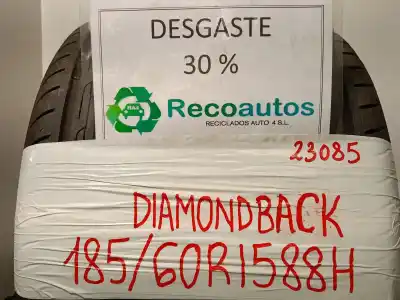 DESGASTE
30 %
Recoautos
RECICLADOS AUTO 4 S.L.
23085
DIAMONDBACK
185/60R1588H